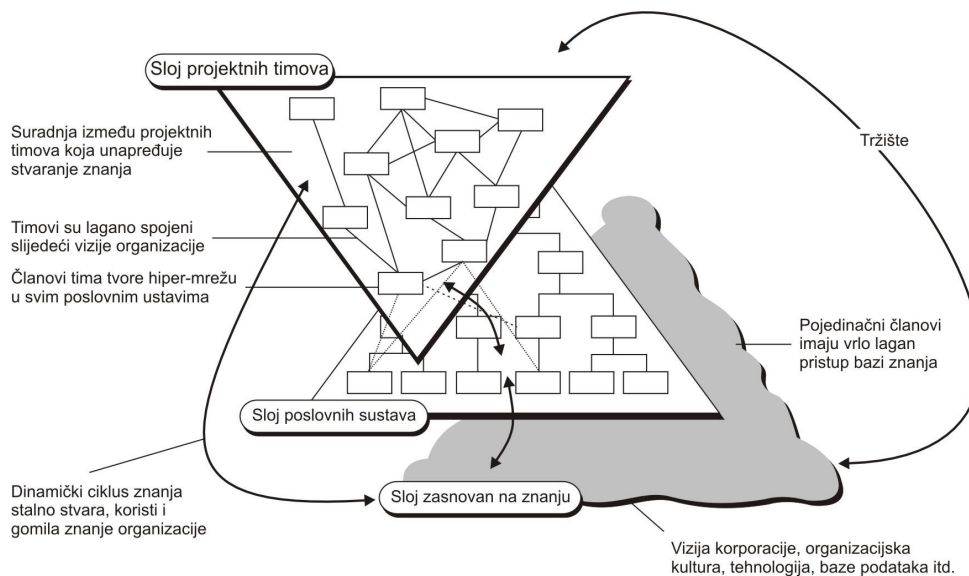 Sloj projektnih timova
Suradnja između projektnih
timova koja unapređuje
stvaranje znanja
Tržište
Timovi su lagano spojeni
slijedeći vizije organizacije
Članovi tima tvore hiper-mrežu
u svim poslovnim ustavima
Pojedinačni članovi
imaju vrlo lagan
pristup bazi znanja
Sloj poslovnih sustava
Dinamički ciklus znanja
stalno stvara, koristi i
gomila znanje organizacije
Sloj zasnovan na znanju
Vizija korporacije, organizacijska
kultura, tehnologija, baze podataka itd.